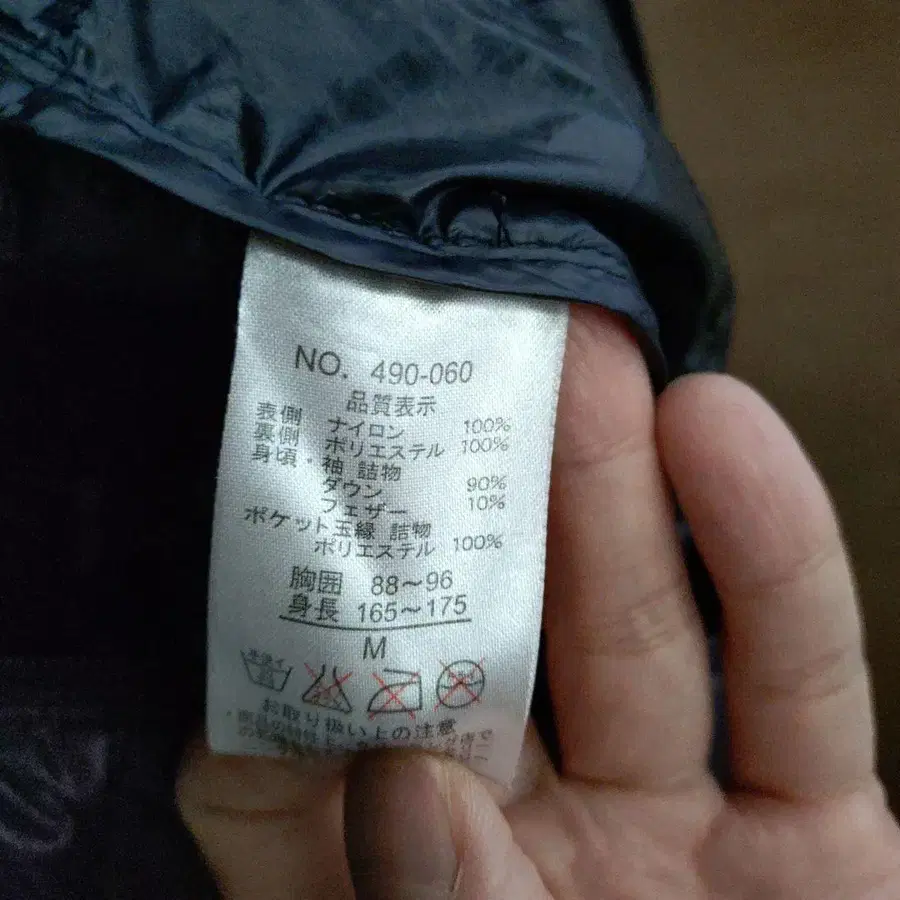 NO. 490-060
品質表示
表側 ナイロン 100%
裏側 ポリエステル 100%
身頃・袖 詰物
ダウン 90%
フェザー 10%
ポケット玉縁 詰物
ポリエステル 100%
胸囲 88~96
身長 165~175
M
ドライ
お取り扱い上の注意